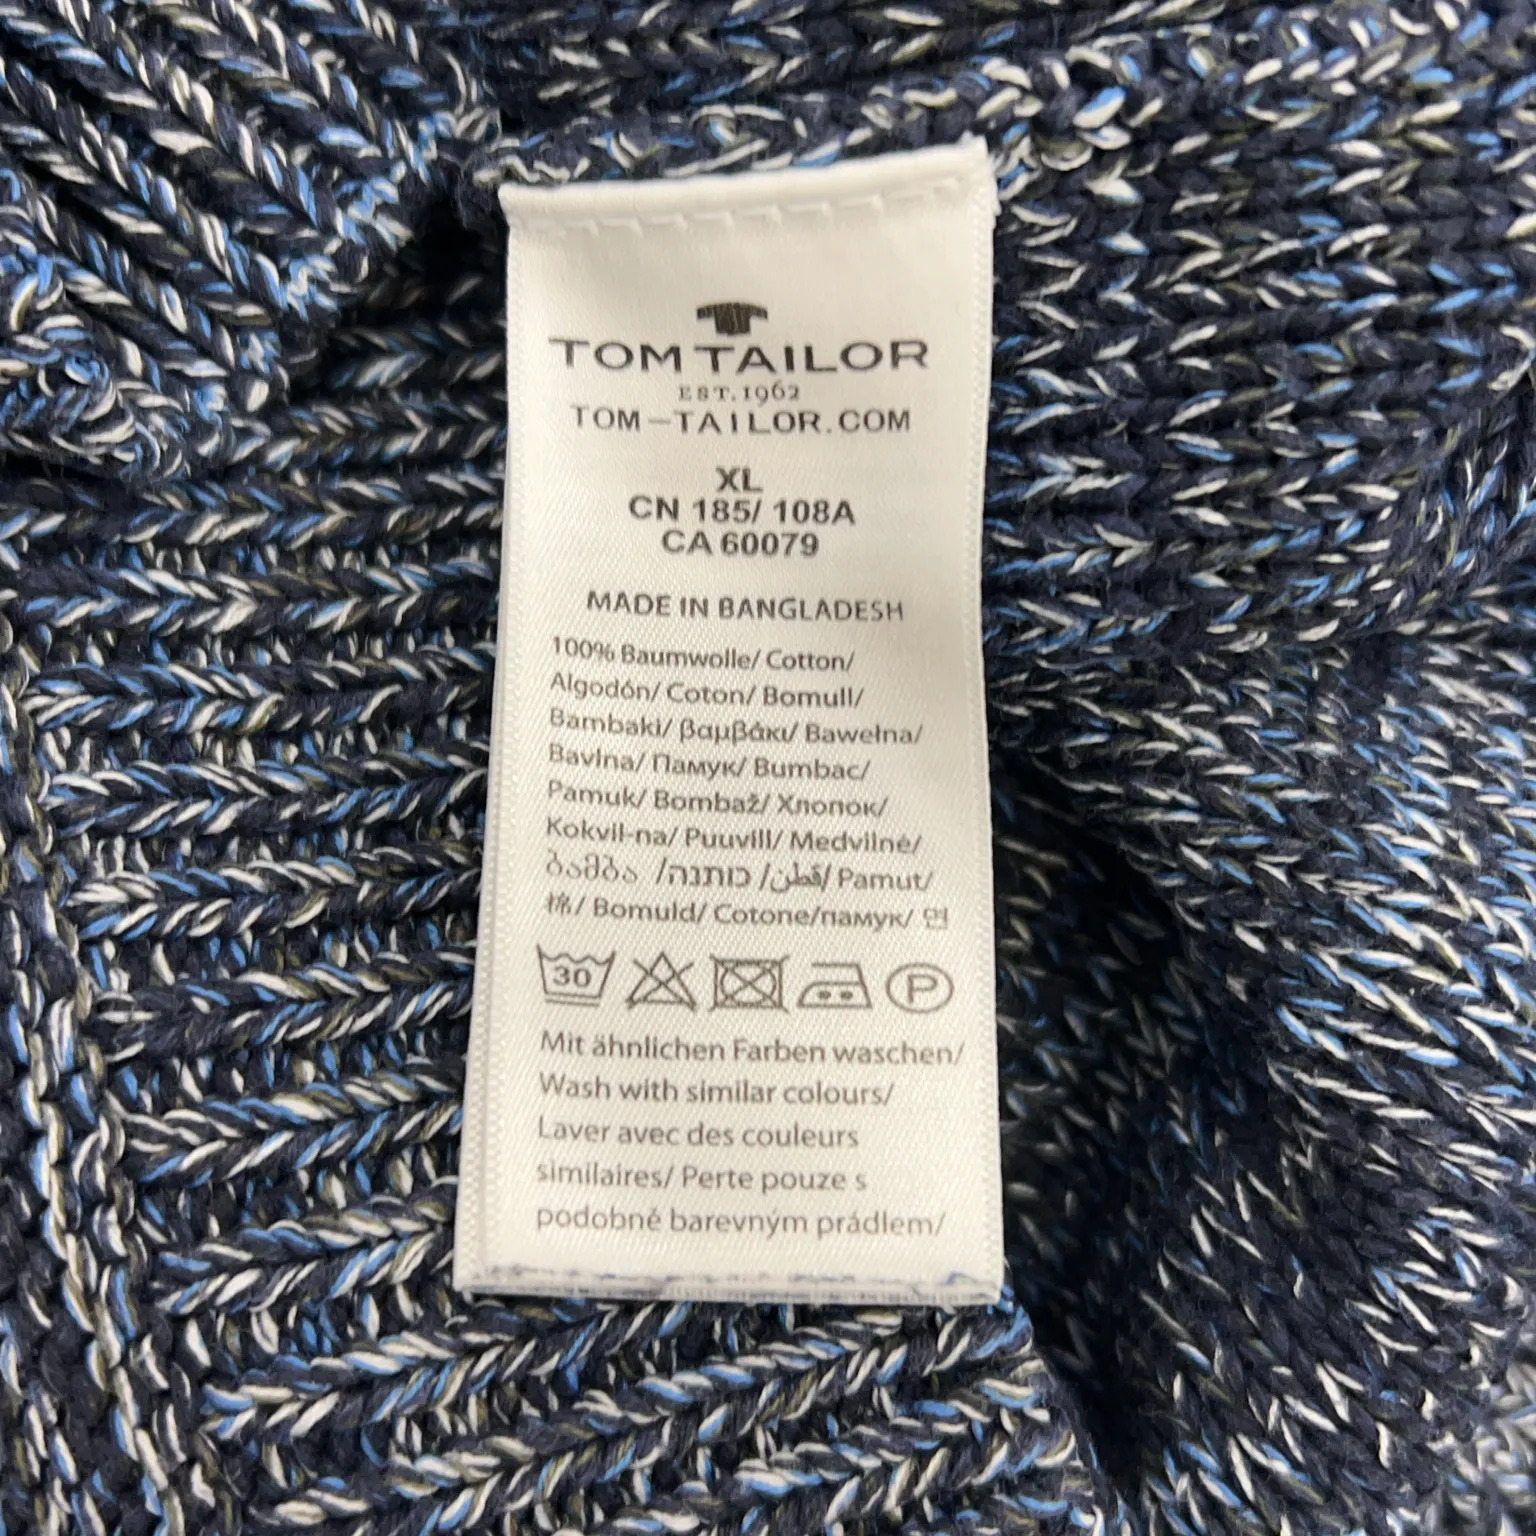 TOM TAILOR
EST.1962
TOM-TAILOR.COM
XL
CN 185/ 108A
CA 60079
MADE IN BANGLADESH
100% Baumwolle/ Cotton/
Algodón/ Coton/ Bomull/
Bambaki/ βαμβάκι/ Bawełna/
Bavlna/ Памук/ Bumbac/
Pamuk/ Bombaž/ Хлопок/
Kokvil-na/ Puuvill/ Medvilnė/
ბამბა /כותנה /قطن/ Pamut/
棉/ Bomuld/ Cotone/памук/ 면
30
P
Mit ähnlichen Farben waschen/
Wash with similar colours/
Laver avec des couleurs
similaires/ Perte pouze s
podobné barevným prádlem/